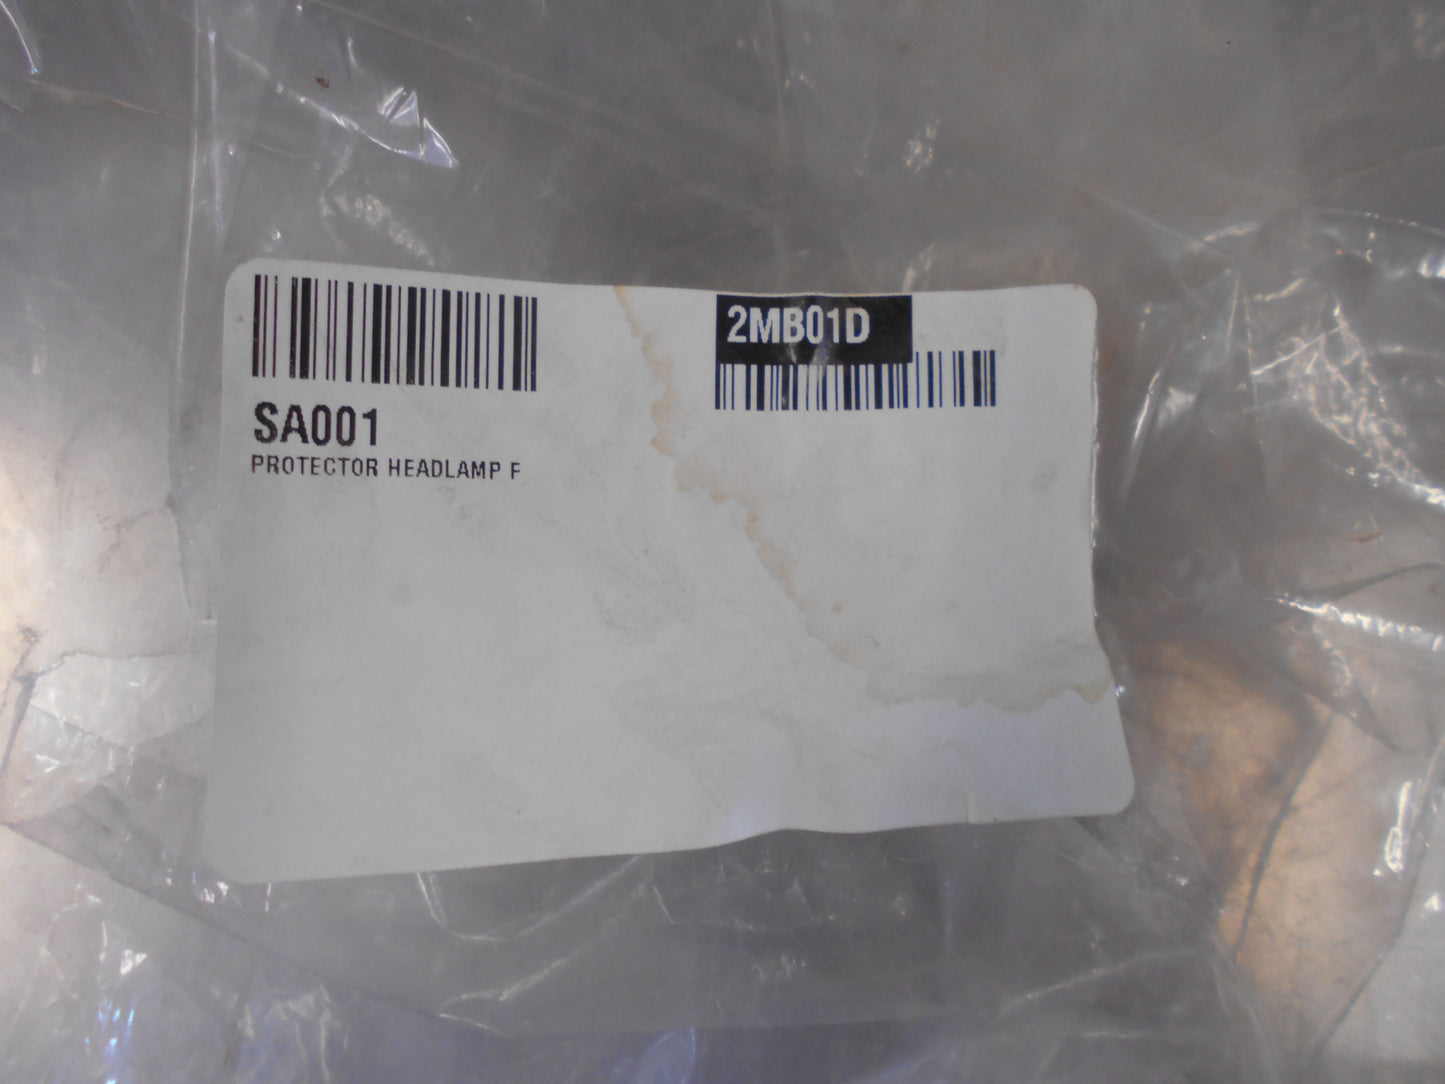 2MB01D
SA001
PROTECTOR HEADLAMP F